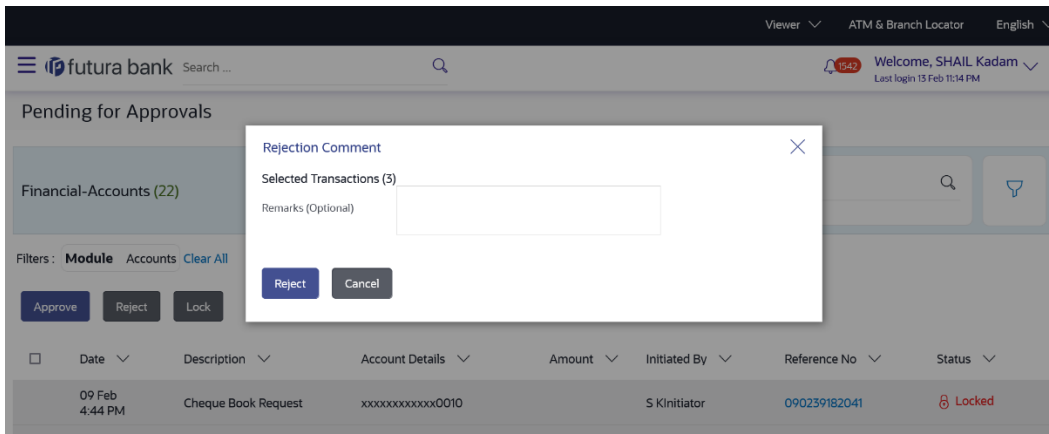 Viewer ATM & Branch Locator English
futura bank Search ... 1542 Welcome, SHAIL Kadam
Last login 13 Feb 11:14 PM
Pending for Approvals
Rejection Comment
Selected Transactions (3)
Remarks (Optional)
Reject Cancel
Financial-Accounts (22)
Filters : Module Accounts Clear All
Approve Reject Lock
Date Description Account Details Amount Initiated By Reference No Status
09 Feb
4:44 PM Cheque Book Request xxxxxxxxxxxx0010 S KInitiator 090239182041 Locked